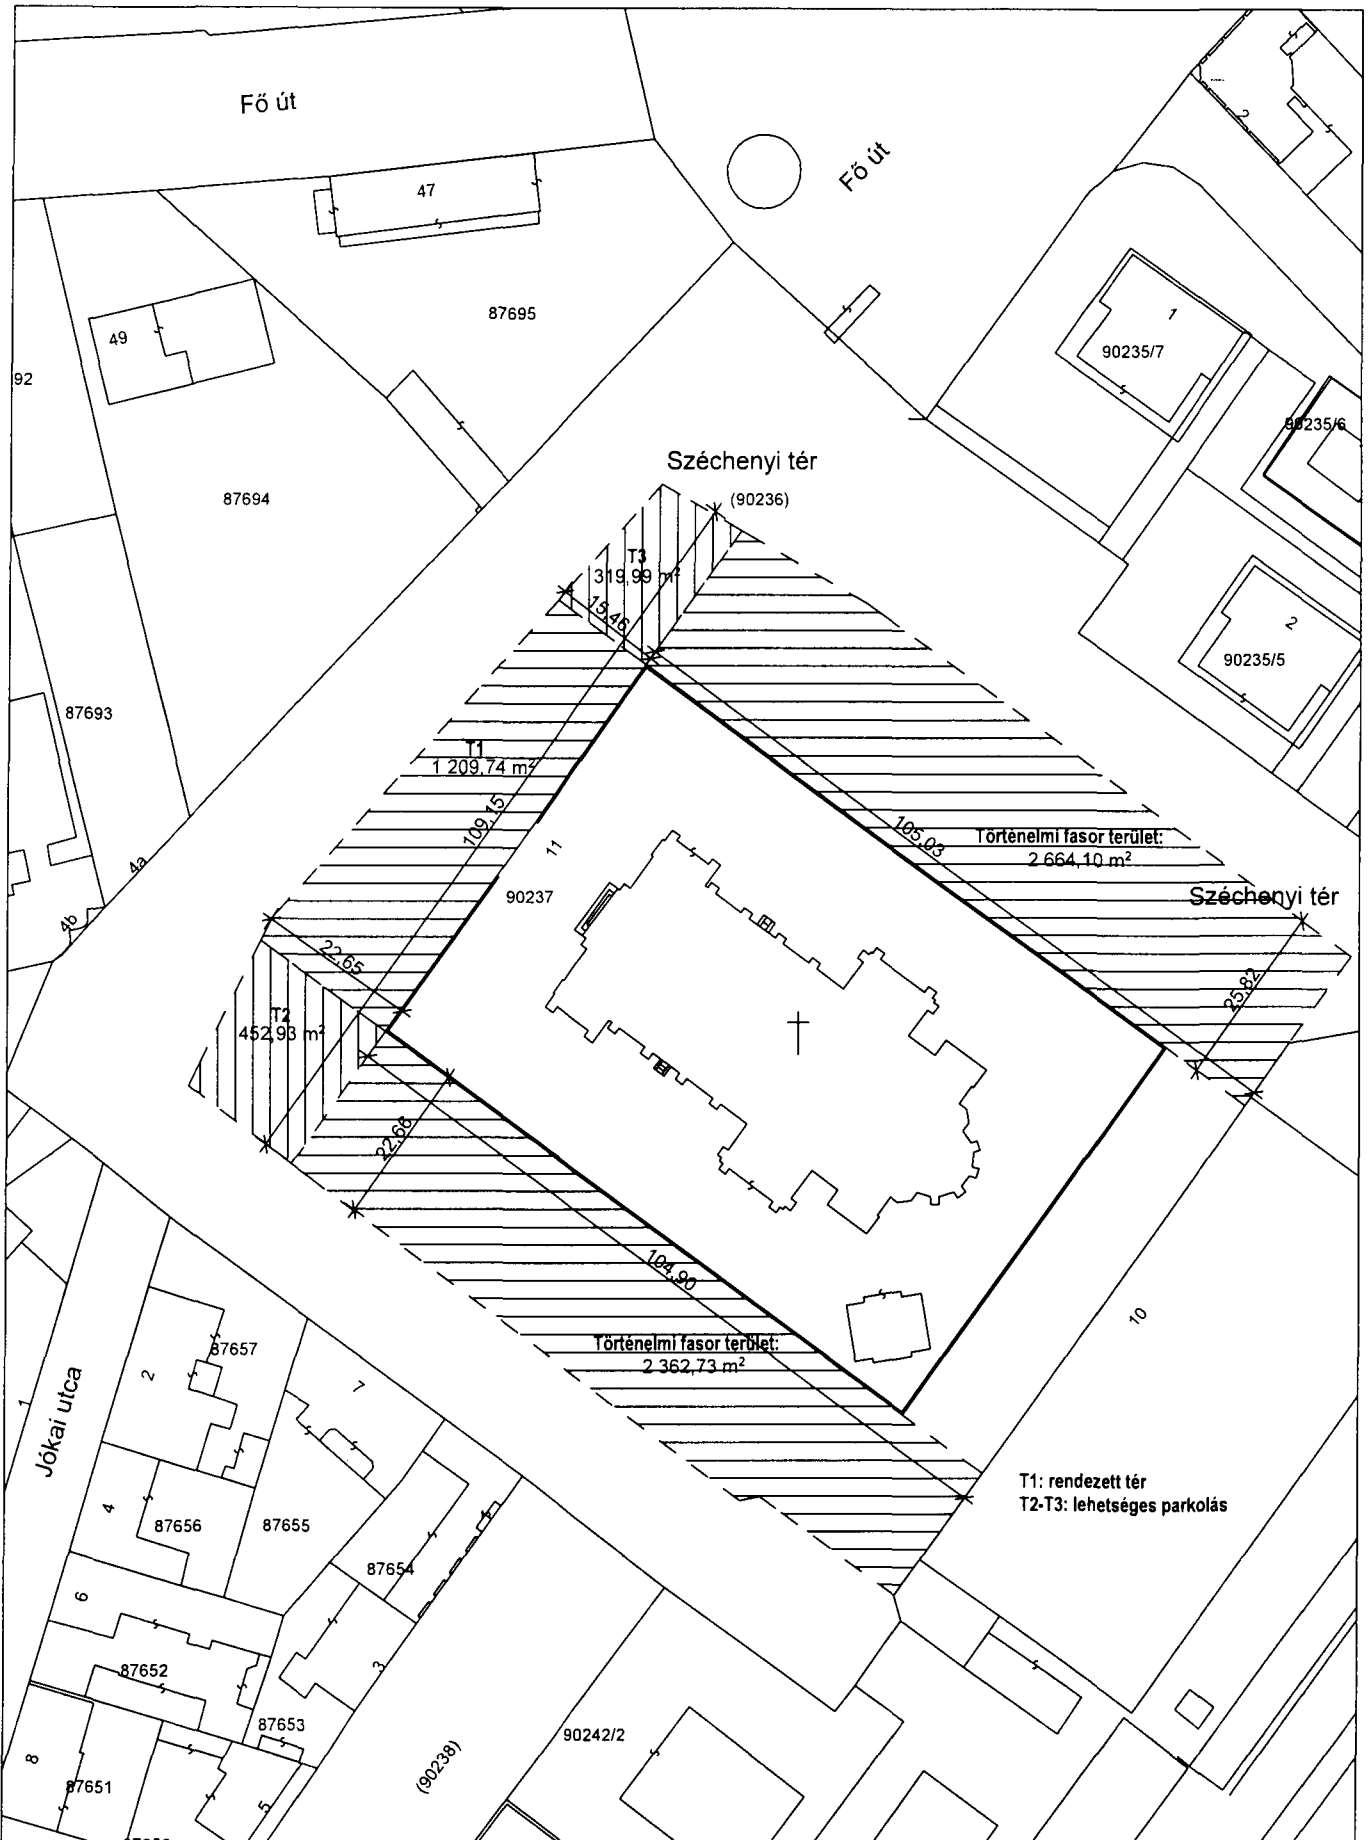 Fő út
Fő út
2
47
87695
1
90235/7
49
92
90235/6
87694
Széchenyi tér
(90236)
T3
319,99 m²
15,46
2
90235/5
87693
T1
1 209,74 m²
109,15
105,03
Történelmi fasor terület:
2 664,10 m²
11
90237
4a
4b
Széchenyi tér
22,65
25,82
T2
452,93 m²
22,66
104,90
10
Történelmi fasor terület:
2 362,73 m²
87657
2
7
1
Jókai utca
T1: rendezett tér
T2-T3: lehetséges parkolás
4
87656
87655
87654
6
87652
3
87653
90242/2
(90238)
8
87651
5